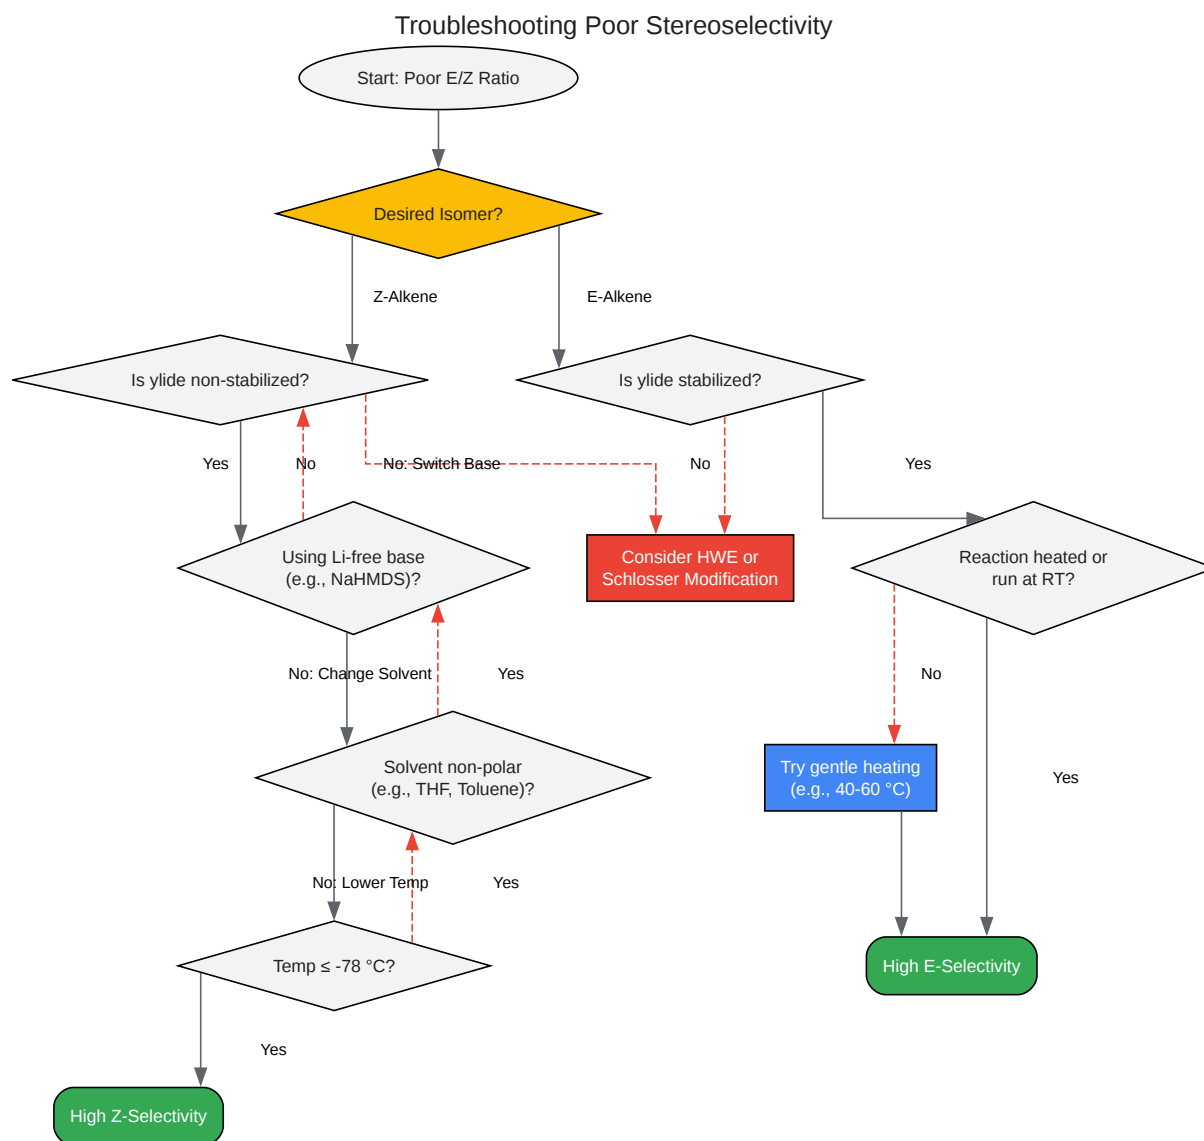 Troubleshooting Poor Stereoselectivity
Start: Poor E/Z Ratio
Desired Isomer?
Z-Alkene
E-Alkene
Is ylide non-stabilized?
Is ylide stabilized?
Yes
No
No: Switch Base
No
Yes
Using Li-free base
(e.g., NaHMDS)?
Consider HWE or
Schlosser Modification
Reaction heated or
run at RT?
No: Change Solvent
Yes
No
Solvent non-polar
(e.g., THF, Toluene)?
Try gentle heating
(e.g., 40-60 °C)
Yes
No: Lower Temp
Yes
Temp ≤ -78 °C?
High E-Selectivity
Yes
High Z-Selectivity